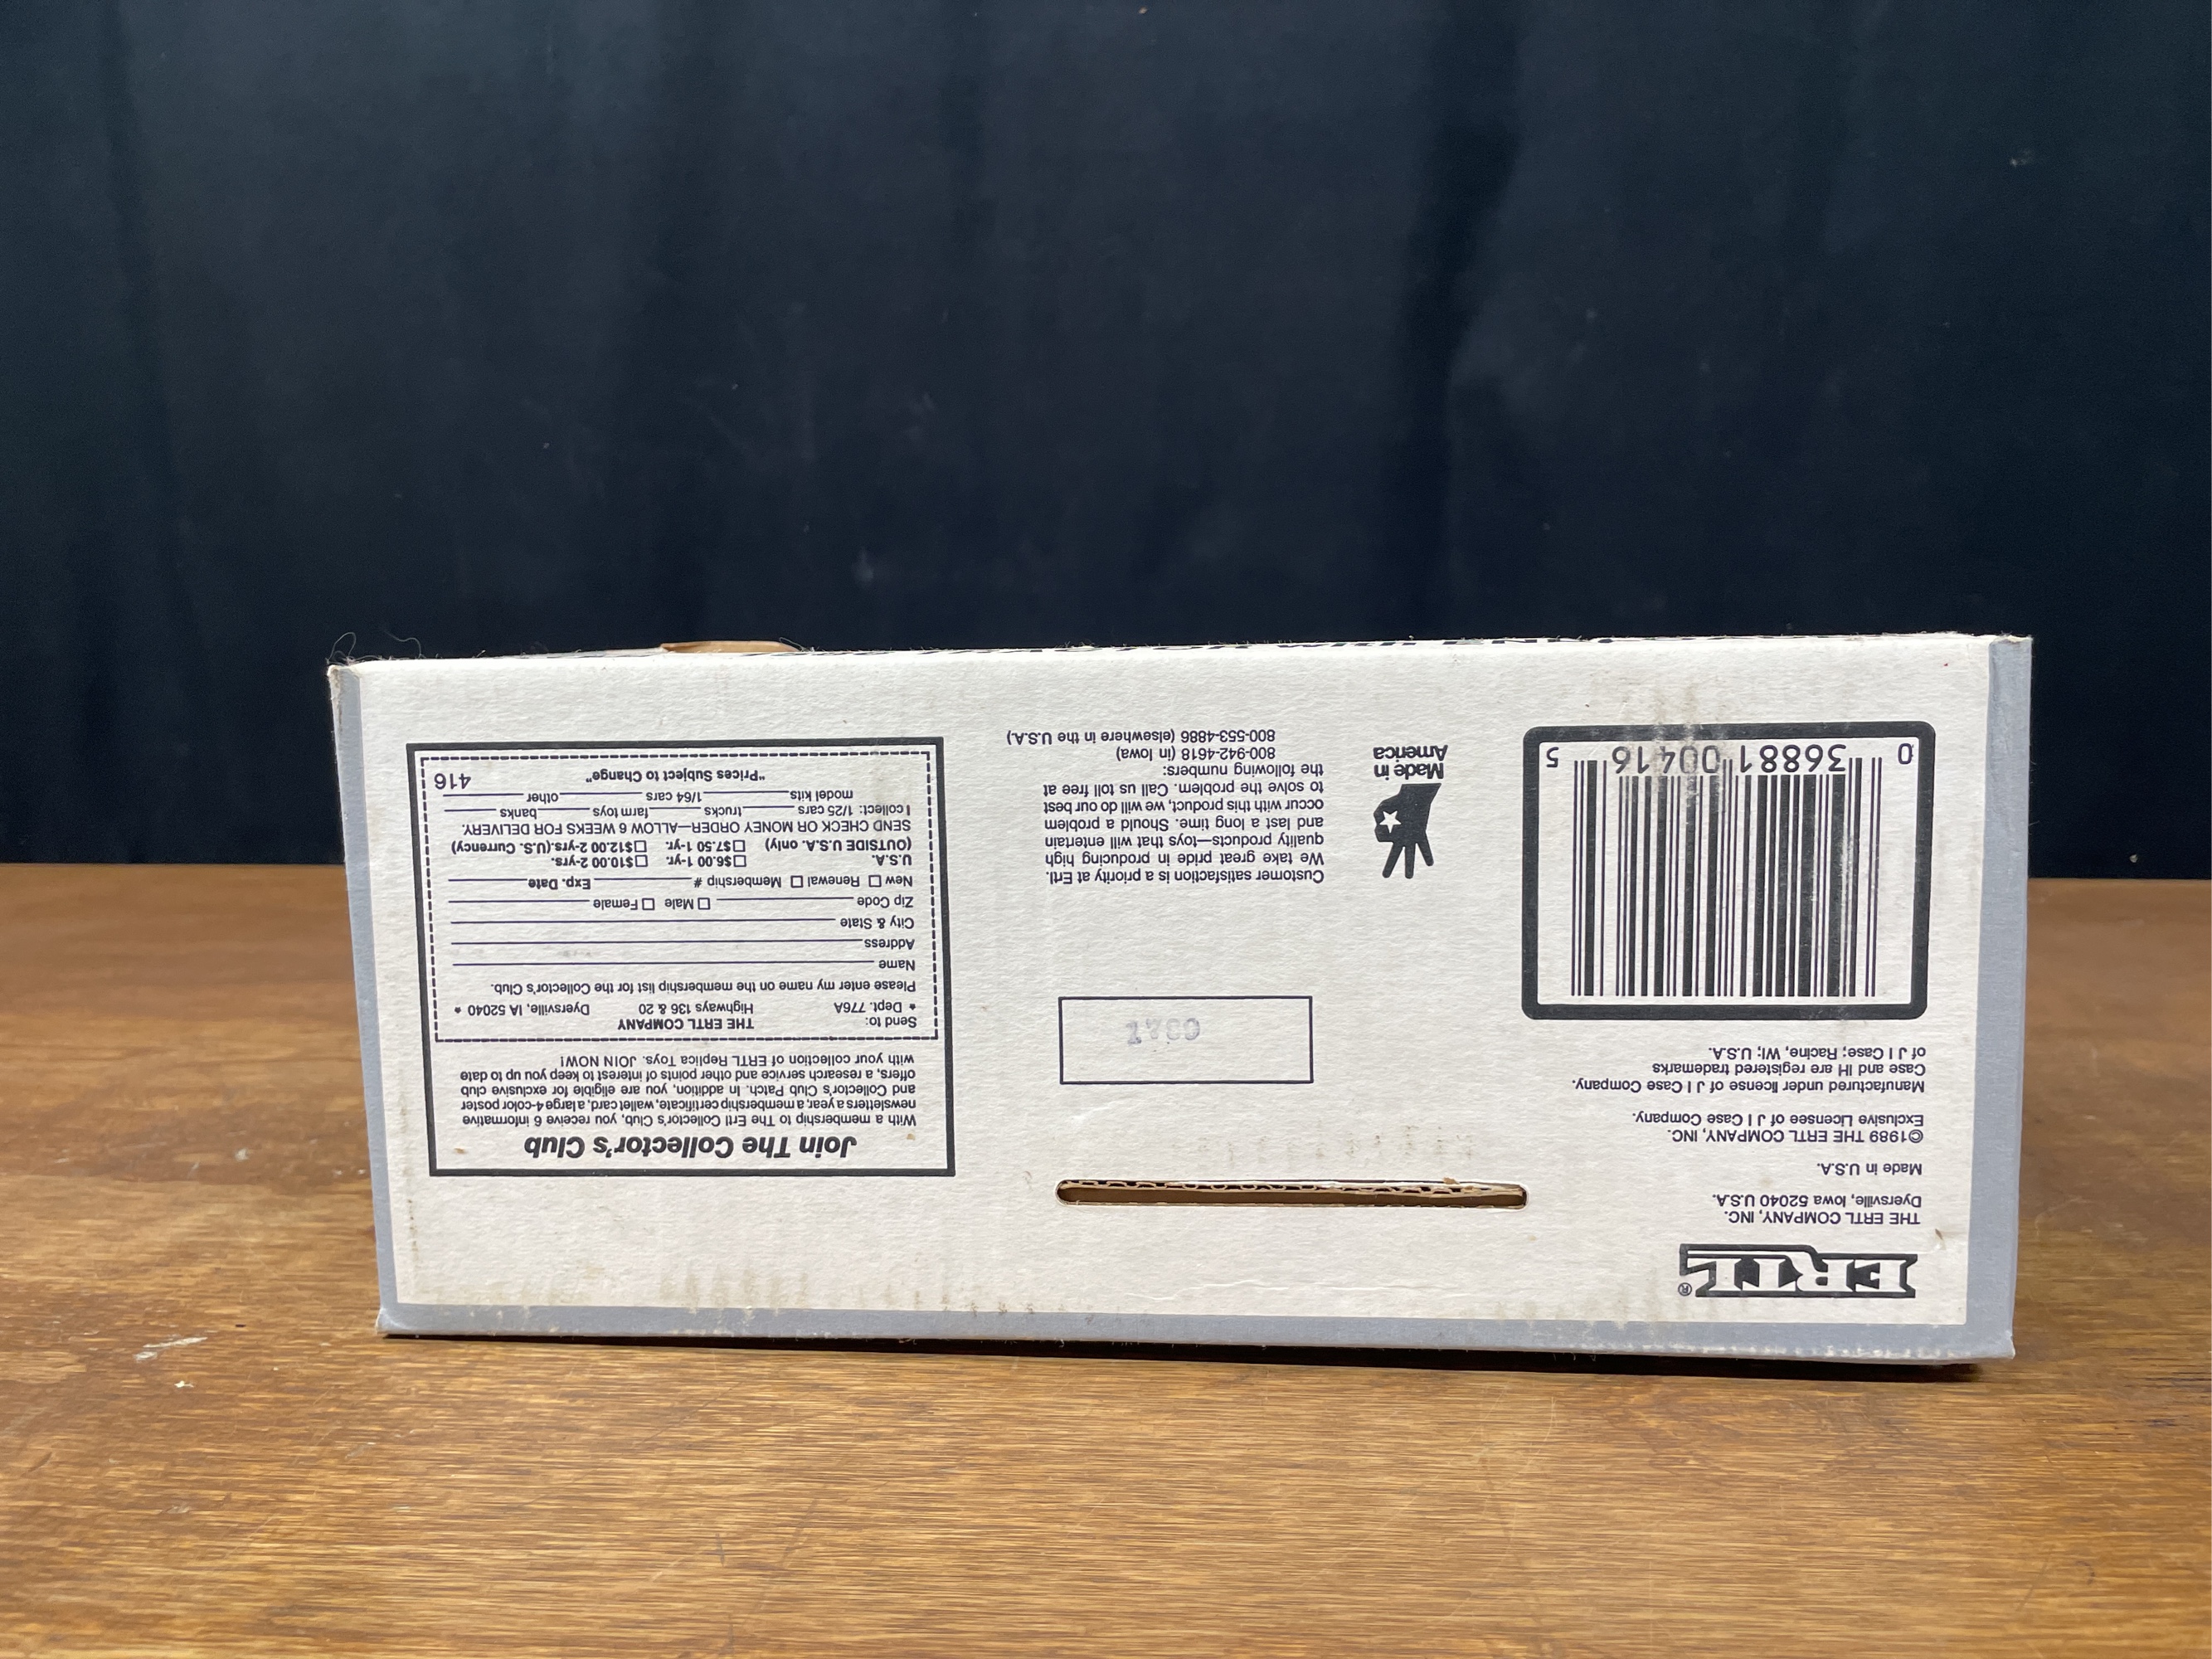 ERTL®
THE ERTL COMPANY, INC.
Dyersville, Iowa 52040 U.S.A.
Made in U.S.A.
©1989 THE ERTL COMPANY, INC.
Exclusive Licensee of J I Case Company.
Manufactured under license of J I Case Company.
Case and IH are registered trademarks
of J I Case; Racine, WI; U.S.A.
0 36881 00416 5
Customer satisfaction is a priority at Ertl.
We take great pride in producing high
quality products—toys that will entertain
and last a long time. Should a problem
occur with this product, we will do our best
to solve the problem. Call us toll free at
the following numbers:
800-942-4618 (in Iowa)
800-553-4886 (elsewhere in the U.S.A.)
Made in
America
Join The Collector's Club
With a membership to The Ertl Collector's Club, you receive 6 informative
newsletters a year, a membership certificate, wallet card, a large 4-color poster
and Collector's Club Patch. In addition, you are eligible for exclusive club
offers, a research service and other points of interest to keep you up to date
with your collection of ERTL Replica Toys. JOIN NOW!
Send to: THE ERTL COMPANY
* Dept. 776A Highways 136 & 20 Dyersville, IA 52040 *
Please enter my name on the membership list for the Collector's Club.
Name
Address
City & State
Zip Code Male Female
New Renewal Membership # Exp. Date
U.S.A. $6.00 1-yr. $10.00 2-yrs.
(OUTSIDE U.S.A. only) $7.50 1-yr. $12.00 2-yrs.(U.S. Currency)
SEND CHECK OR MONEY ORDER—ALLOW 6 WEEKS FOR DELIVERY.
I collect: 1/25 cars trucks farm toys banks
model kits 1/64 cars other
"Prices Subject to Change" 416